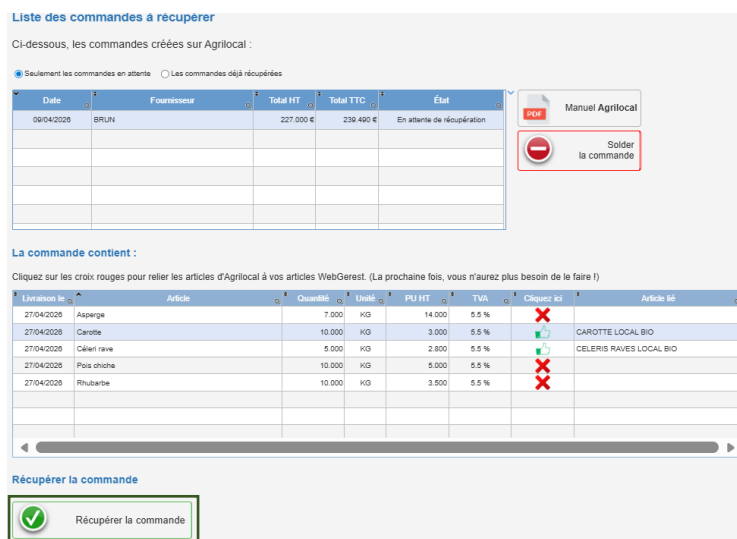 Liste des commandes à récupérer
Ci-dessous, les commandes créées sur Agrilocal :
Seulement les commandes en attente Les commandes déjà récupérées
Date Fournisseur Total HT Total TTC État
09/04/2026 BRUN 227.000 € 239.490 € En attente de récupération
PDF Manuel Agrilocal
Solder
la commande
La commande contient :
Cliquez sur les croix rouges pour relier les articles d'Agrilocal à vos articles WebGerest. (La prochaine fois, vous n'aurez plus besoin de le faire !)
Livraison le Article Quantité Unité PU HT TVA Cliquez ici Article lié
27/04/2026 Asperge 7.000 KG 14.000 5.5 %
27/04/2026 Carotte 10.000 KG 3.000 5.5 % CAROTTE LOCAL BIO
27/04/2026 Céleri rave 5.000 KG 2.800 5.5 % CELERIS RAVES LOCAL BIO
27/04/2026 Pois chiche 10.000 KG 5.000 5.5 %
27/04/2026 Rhubarbe 10.000 KG 3.500 5.5 %
Récupérer la commande
Récupérer la commande